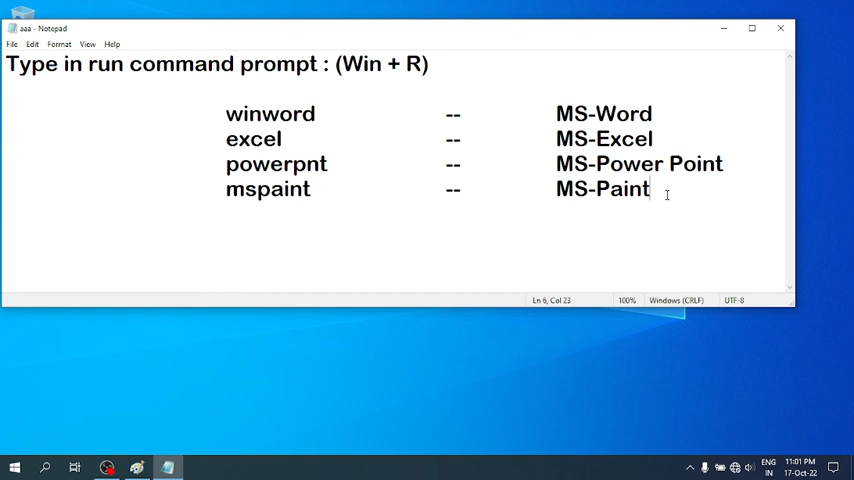 aaa - Notepad
File Edit Format View Help
Type in run command prompt : (Win + R)
winword -- MS-Word
excel -- MS-Excel
powerpnt -- MS-Power Point
mspaint -- MS-Paint
Ln 6, Col 23 100% Windows (CRLF) UTF-8
ENG 11:01 PM
IN 17-Oct-22